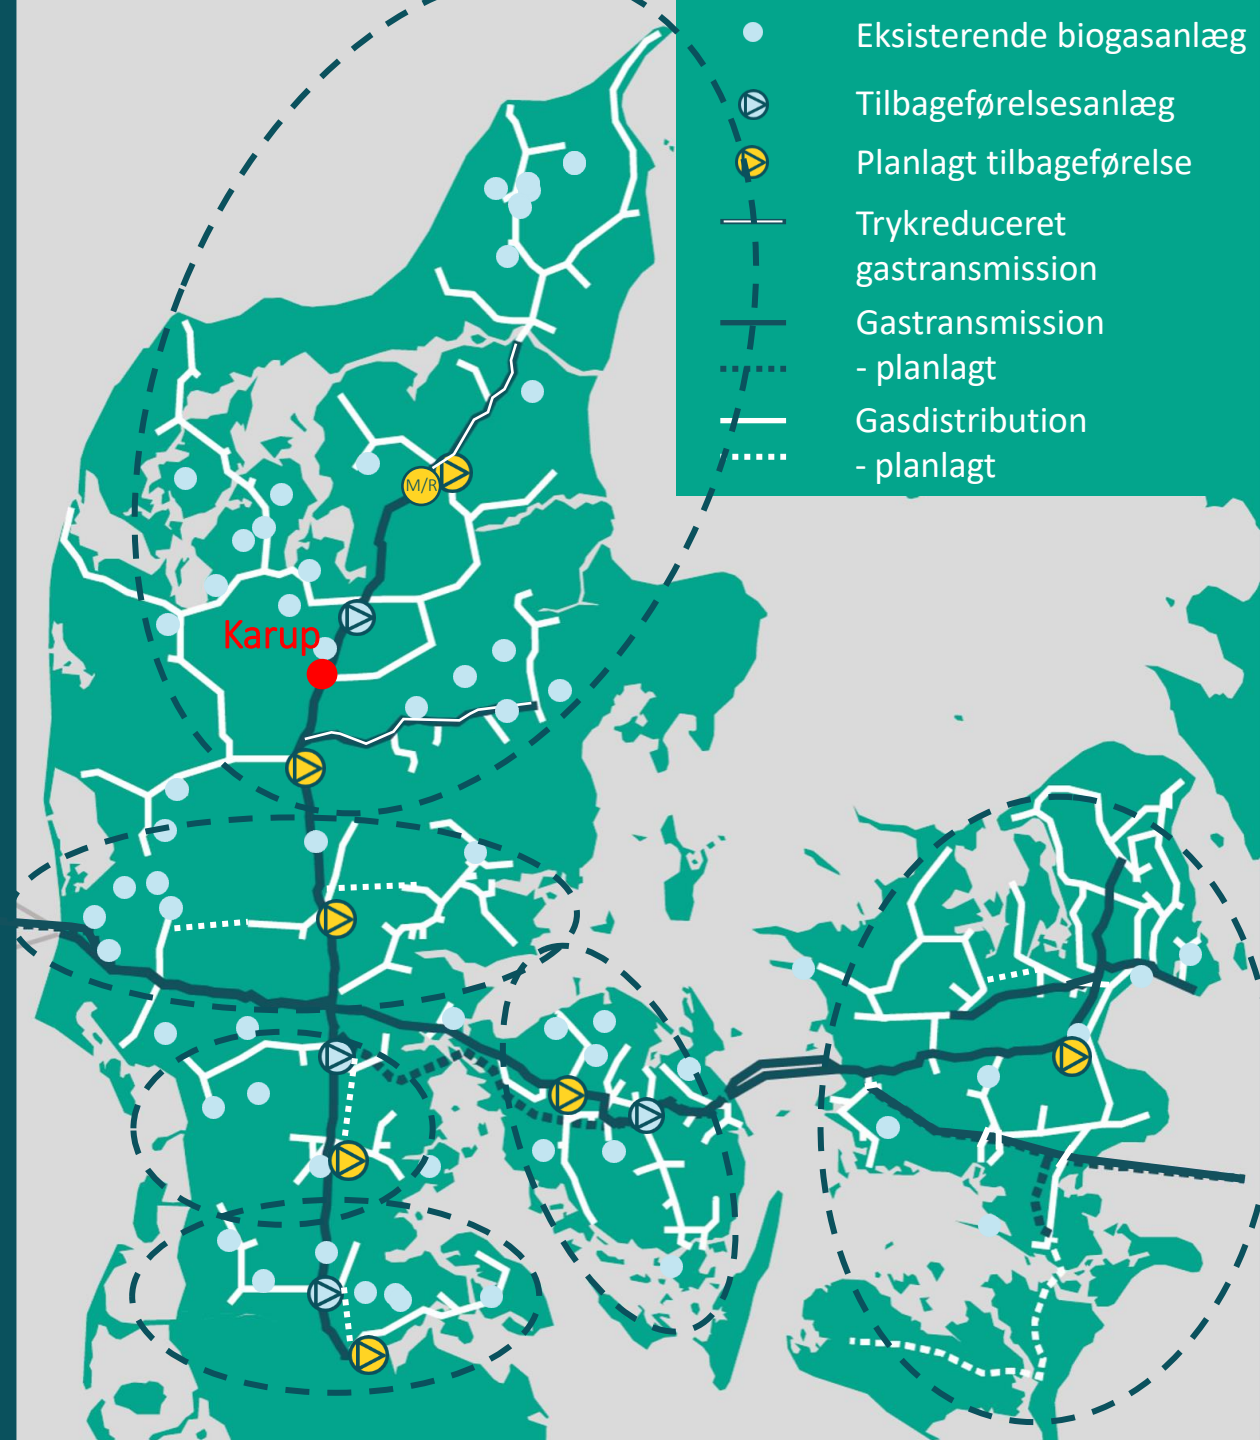 Eksisterende biogasanlæg
Tilbageførelsesanlæg
Planlagt tilbageførelse
Trykreduceret
gastransmission
Gastransmission
- planlagt
Gasdistribution
- planlagt
M/R
Karup